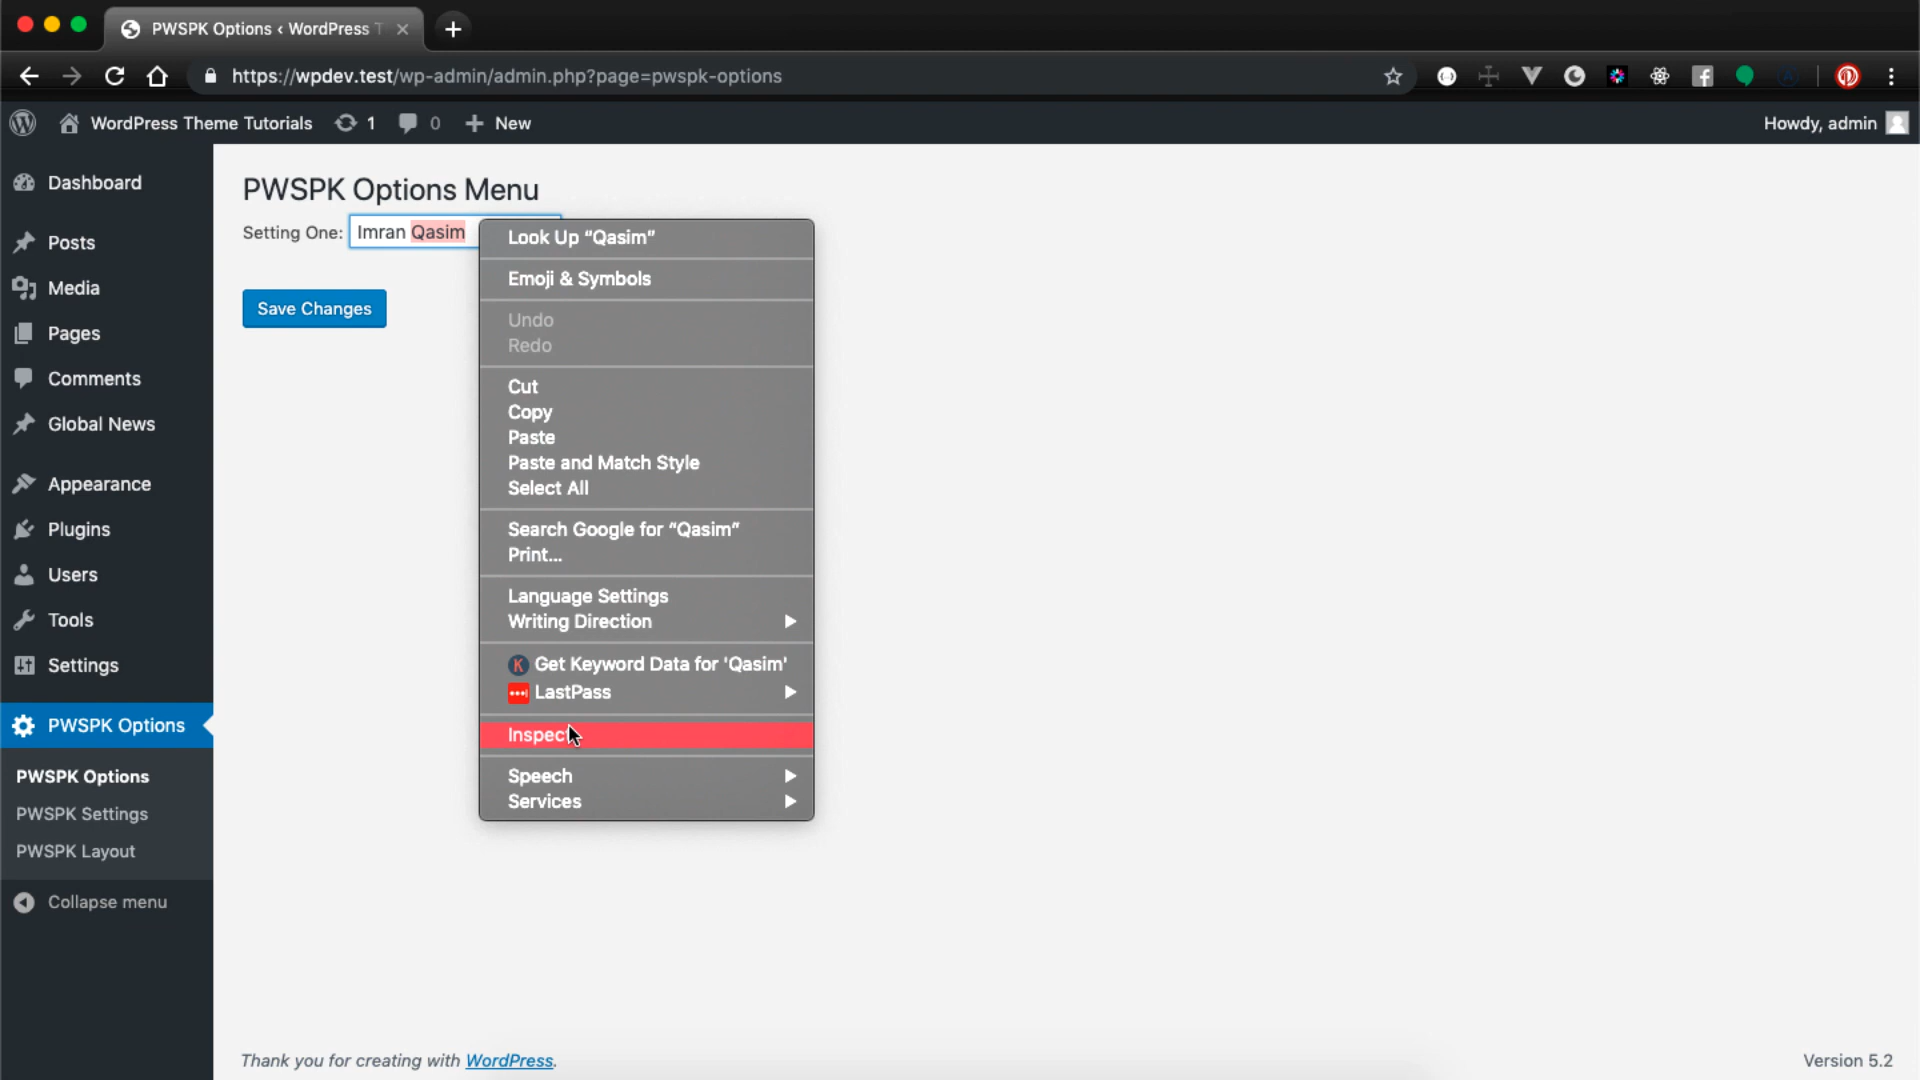 PWSPK Options ‹ WordPress T
https://wpdev.test/wp-admin/admin.php?page=pwspk-options
WordPress Theme Tutorials 1 0 New
Howdy, admin
Dashboard
Posts
Media
Pages
Comments
Global News
Appearance
Plugins
Users
Tools
Settings
PWSPK Options
PWSPK Options
PWSPK Settings
PWSPK Layout
Collapse menu
PWSPK Options Menu
Setting One: Imran Qasim
Save Changes
Look Up “Qasim”
Emoji & Symbols
Undo
Redo
Cut
Copy
Paste
Paste and Match Style
Select All
Search Google for “Qasim”
Print...
Language Settings
Writing Direction
K Get Keyword Data for 'Qasim'
LastPass
Inspect
Speech
Services
Thank you for creating with WordPress.
Version 5.2